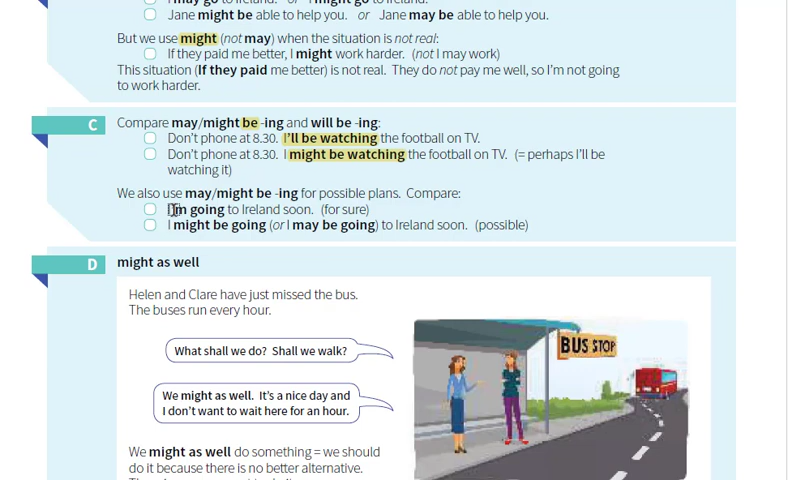 I may go to Ireland. or I might go to Ireland.
Jane might be able to help you. or Jane may be able to help you.
But we use might (not may) when the situation is not real:
If they paid me better, I might work harder. (not I may work)
This situation (If they paid me better) is not real. They do not pay me well, so I’m not going
to work harder.
C
Compare may/might be -ing and will be -ing:
Don’t phone at 8.30. I’ll be watching the football on TV.
Don’t phone at 8.30. I might be watching the football on TV. (= perhaps I’ll be
watching it)
We also use may/might be -ing for possible plans. Compare:
I’m going to Ireland soon. (for sure)
I might be going (or I may be going) to Ireland soon. (possible)
D
might as well
Helen and Clare have just missed the bus.
The buses run every hour.
What shall we do? Shall we walk?
BUS STOP
We might as well. It’s a nice day and
I don’t want to wait here for an hour.
We might as well do something = we should
do it because there is no better alternative.